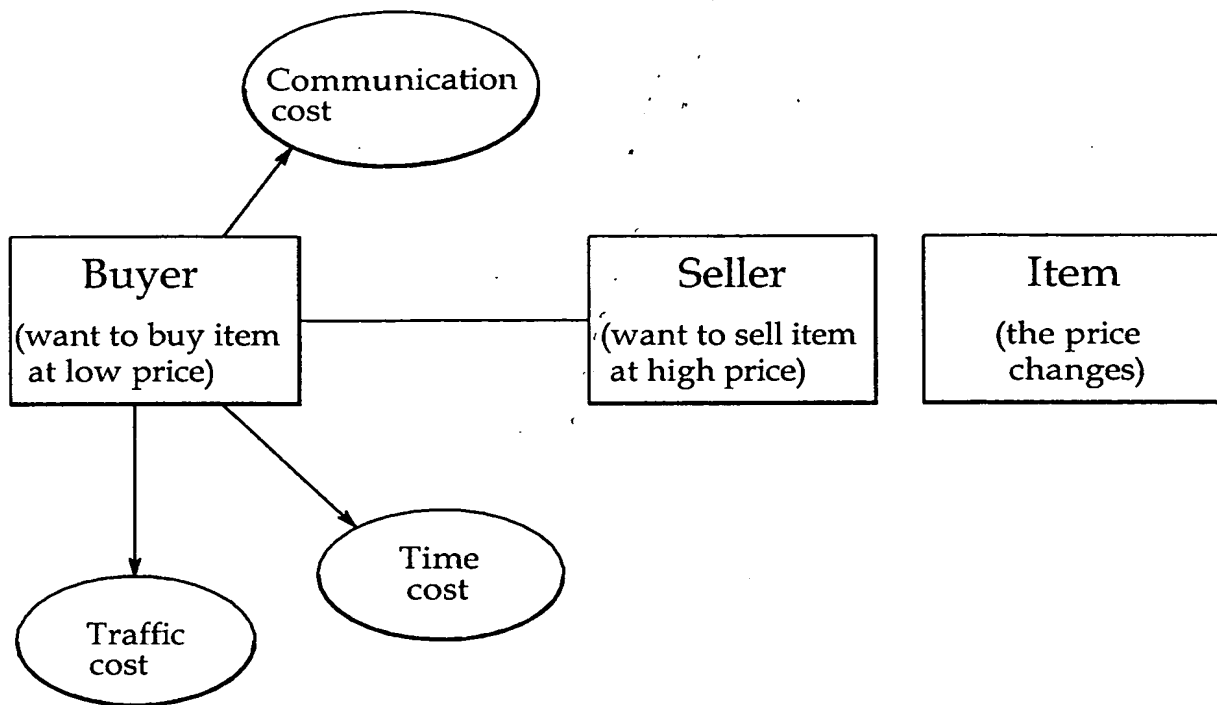 Communication
cost
Buyer
(want to buy item
at low price)
Seller
(want to sell item
at high price)
Item
(the price
changes)
Time
cost
Traffic
cost